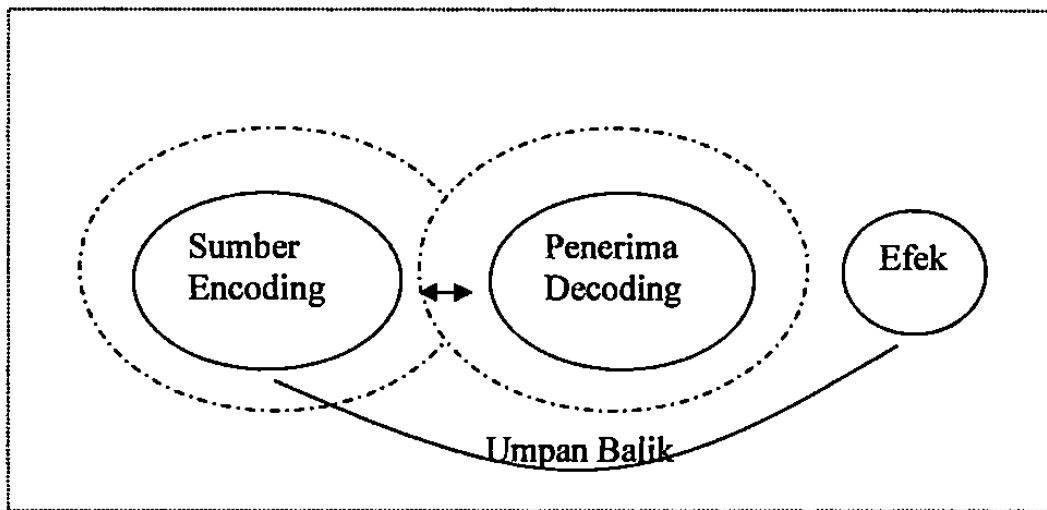 Sumber
Encoding
Penerima
Decoding
Efek
Umpan Balik